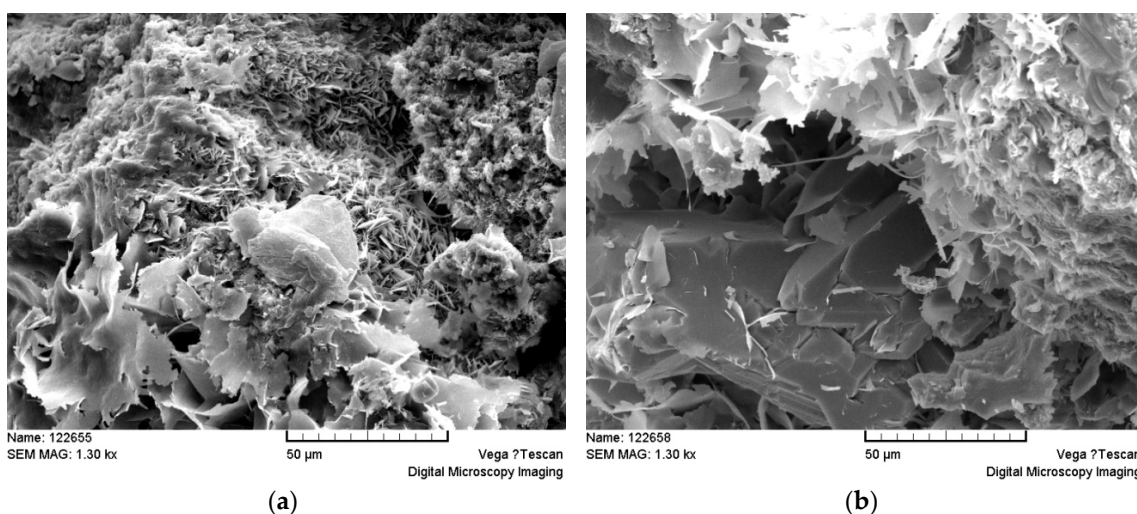 Name: 122655
SEM MAG: 1.30 kx
50 µm
Vega ?Tescan
Digital Microscopy Imaging
(a)
Name: 122658
SEM MAG: 1.30 kx
50 µm
Vega ?Tescan
Digital Microscopy Imaging
(b)